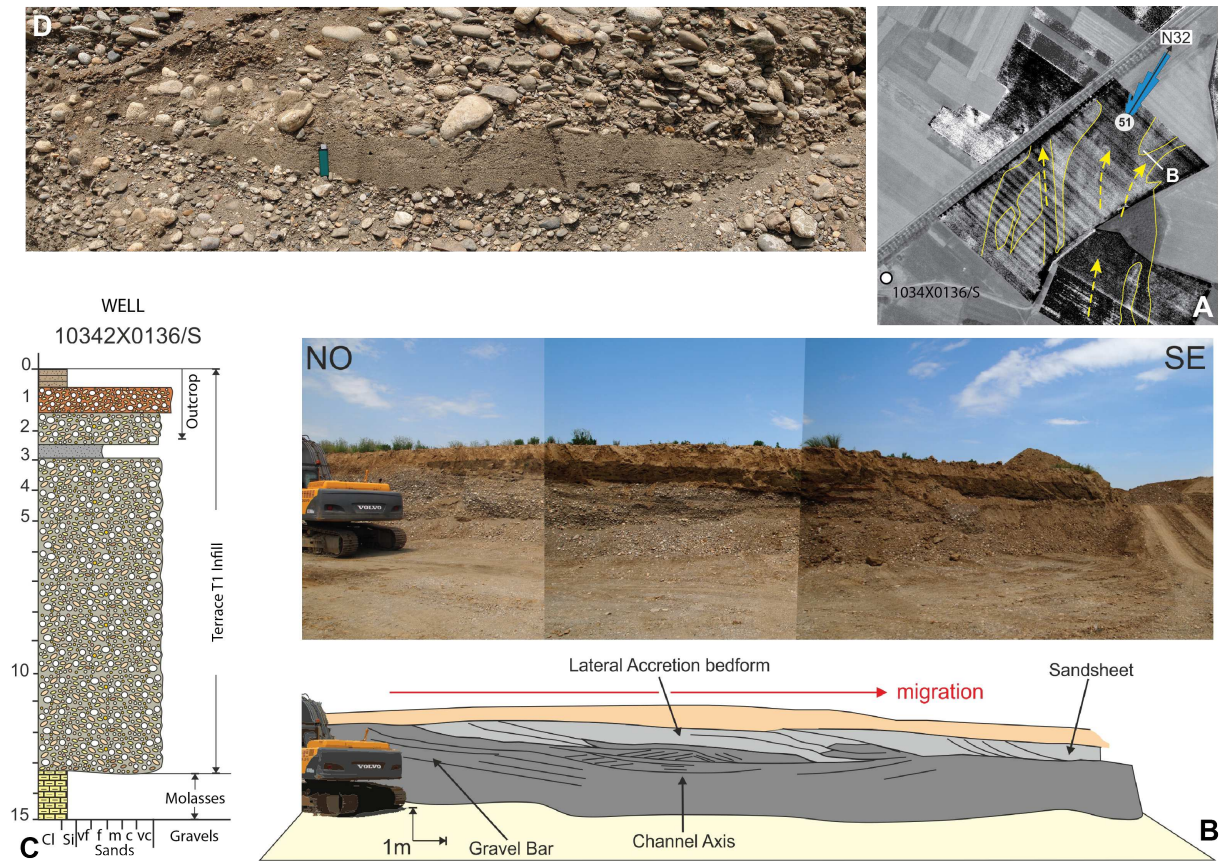 D
N32
51
B
1034X0136/S
A
WELL
10342X0136/S
0
1
2
3
4
5
10
15
Outcrop
Terrace T1 Infill
Molasses
Cl Si vf f m c vc Gravels
Sands
C
NO
SE
VOLVO
Lateral Accretion bedform
Sandsheet
migration
VOLVO
1m
Gravel Bar
Channel Axis
B